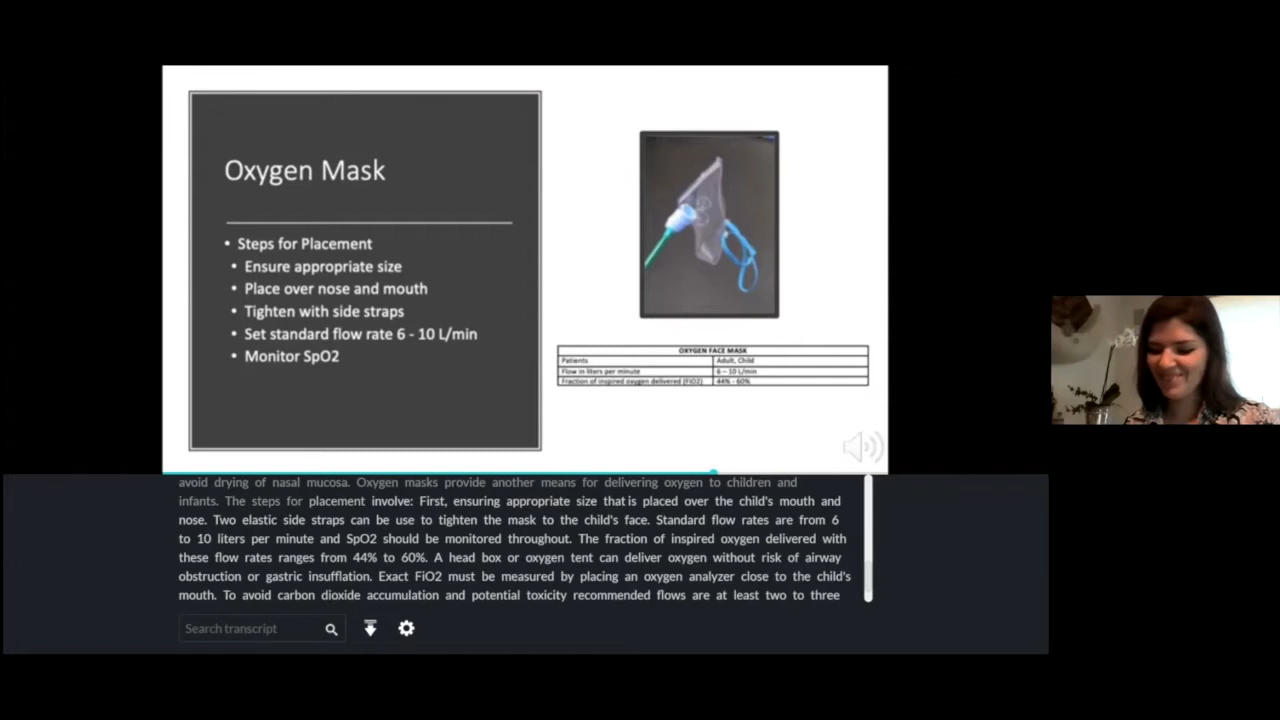 Oxygen Mask
• Steps for Placement
• Ensure appropriate size
• Place over nose and mouth
• Tighten with side straps
• Set standard flow rate 6 - 10 L/min
• Monitor SpO2
OXYGEN FACE MASK
Patients Adult, Child
Flow in liters per minute 6 – 10 L/min
Fraction of inspired oxygen delivered (FiO2) 44% - 60%
avoid drying of nasal mucosa. Oxygen masks provide another means for delivering oxygen to children and
infants. The steps for placement involve: First, ensuring appropriate size that is placed over the child's mouth and
nose. Two elastic side straps can be use to tighten the mask to the child's face. Standard flow rates are from 6
to 10 liters per minute and SpO2 should be monitored throughout. The fraction of inspired oxygen delivered with
these flow rates ranges from 44% to 60%. A head box or oxygen tent can deliver oxygen without risk of airway
obstruction or gastric insufflation. Exact FiO2 must be measured by placing an oxygen analyzer close to the child's
mouth. To avoid carbon dioxide accumulation and potential toxicity recommended flows are at least two to three
Search transcript